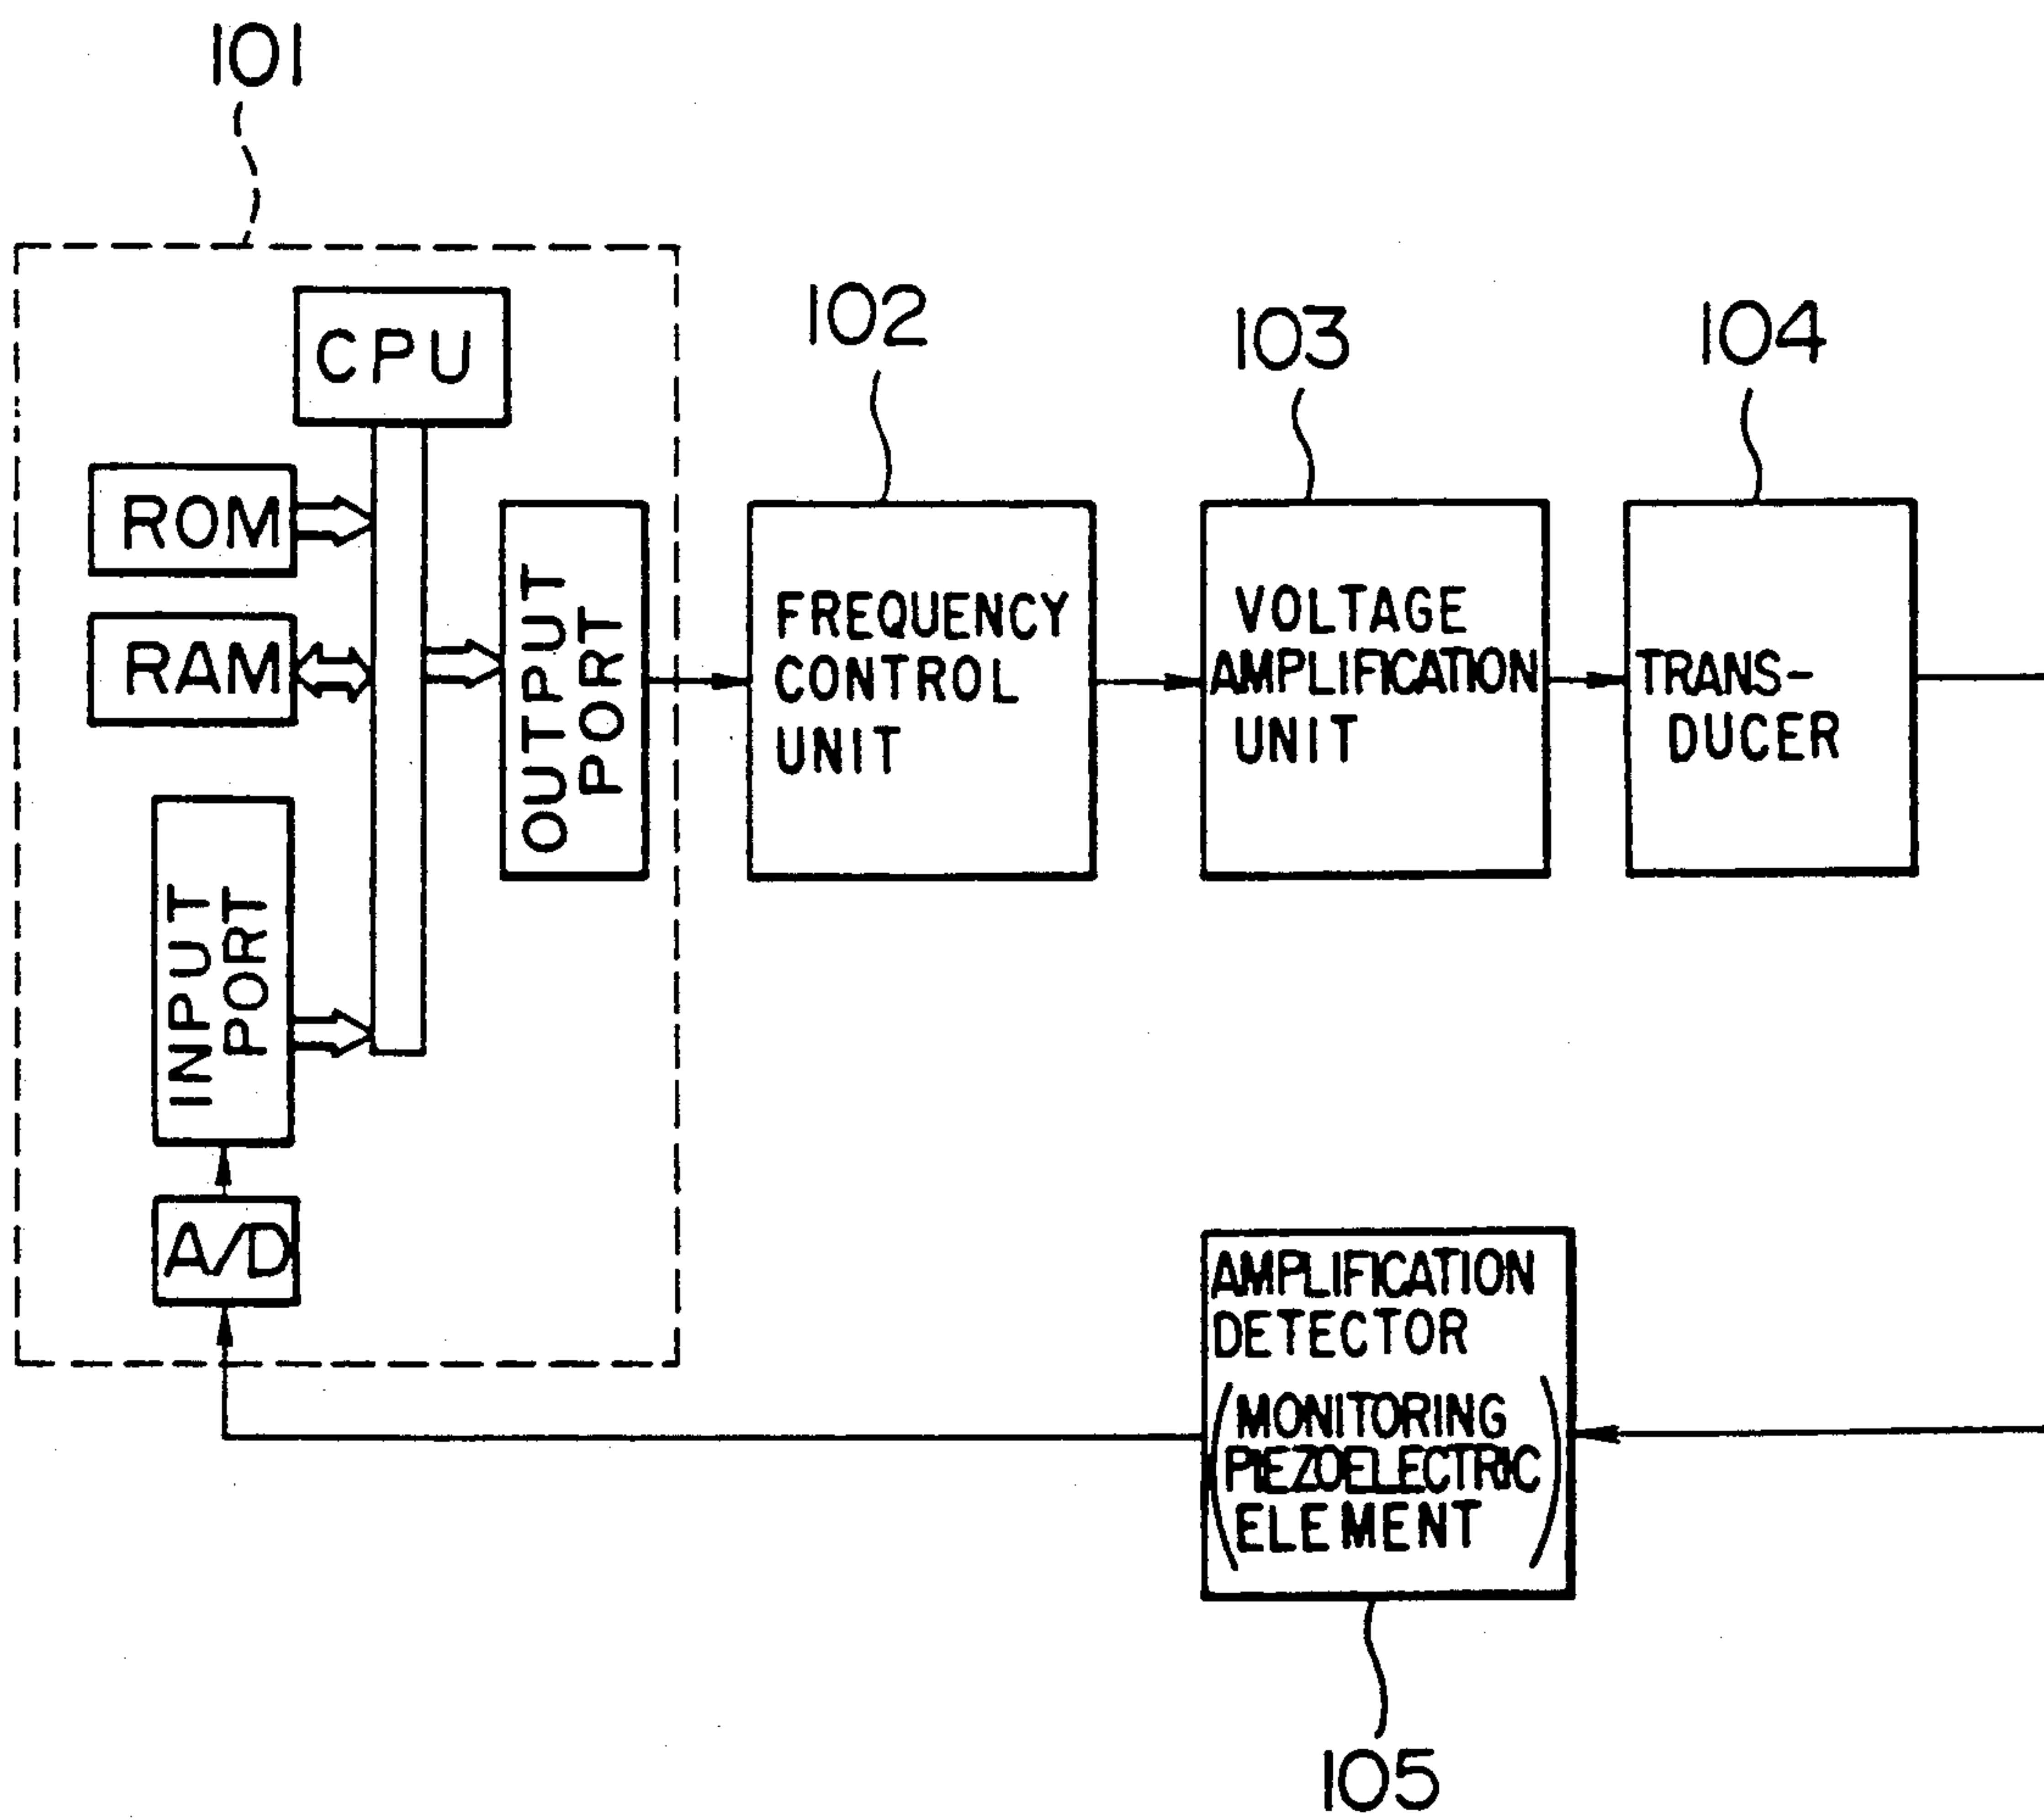 101
CPU
ROM
RAM
INPUT
PORT
A/D
OUTPUT
PORT
102
FREQUENCY
CONTROL
UNIT
103
VOLTAGE
AMPLIFICATION
UNIT
104
TRANS-
DUCER
AMPLIFICATION
DETECTOR
(MONITORING
PIEZOELECTRIC
ELEMENT)
105